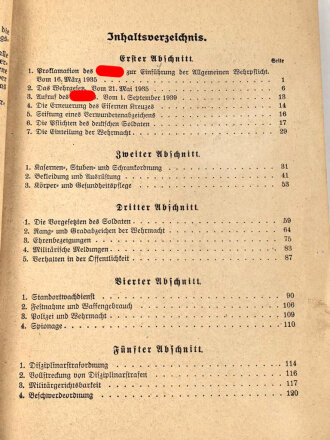 Inhaltsverzeichnis.
Erster Abschnitt.
Seite
1. Proklamation des zur Einführung der Allgemeinen Wehrpflicht.
Vom 16. März 1935 1
2. Das Wehrgesetz. Vom 21. Mai 1935 6
3. Aufruf des . Vom 1. September 1939 13
4. Die Erneuerung des Eisernen Kreuzes 14
5. Stiftung eines Verwundetenabzeichens 16
6. Die Pflichten des deutschen Soldaten 17
7. Die Einteilung der Wehrmacht 29
Zweiter Abschnitt.
1. Kasernen-, Stuben- und Schrankordnung 31
2. Bekleidung und Ausrüstung 41
3. Körper- und Gesundheitspflege 53
Dritter Abschnitt.
1. Die Vorgesetzten des Soldaten 59
2. Rang- und Gradabzeichen der Wehrmacht 64
3. Ehrenbezeigungen 75
4. Militärische Meldungen 83
5. Verhalten in der Öffentlichkeit 87
Vierter Abschnitt.
1. Standortwachdienst 90
2. Festnahme und Waffengebrauch 106
3. Polizei und Wehrmacht 109
4. Spionage 110
Fünfter Abschnitt.
1. Disziplinarstrafordnung 114
2. Vollstreckung von Disziplinarstrafen 116
3. Militärgerichtsbarkeit 117
4. Beschwerdeordnung 120